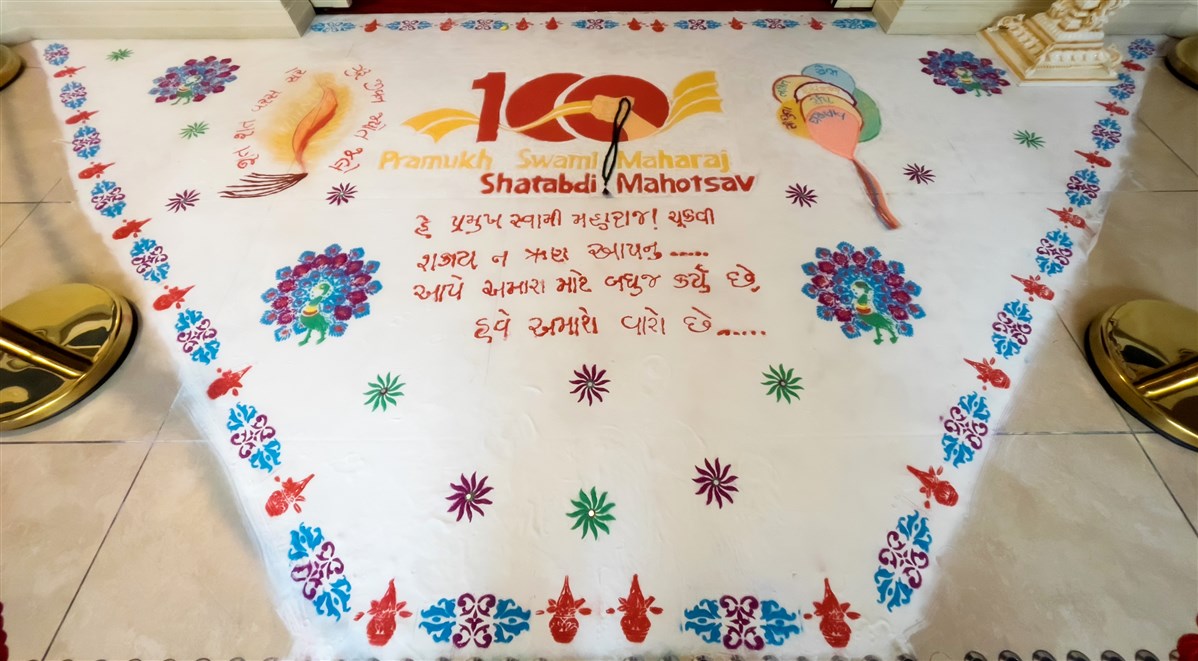 100
Pramukh Swami Maharaj
Shatabdi Mahotsav
હે પ્રમુખ સ્વામી મહારાજ! ચૂકવી
શકાય ન ઋણ આપનુ......
આપે અમારા માટે બધુજ કર્યું છે,
હવે અમારો વારો છે......